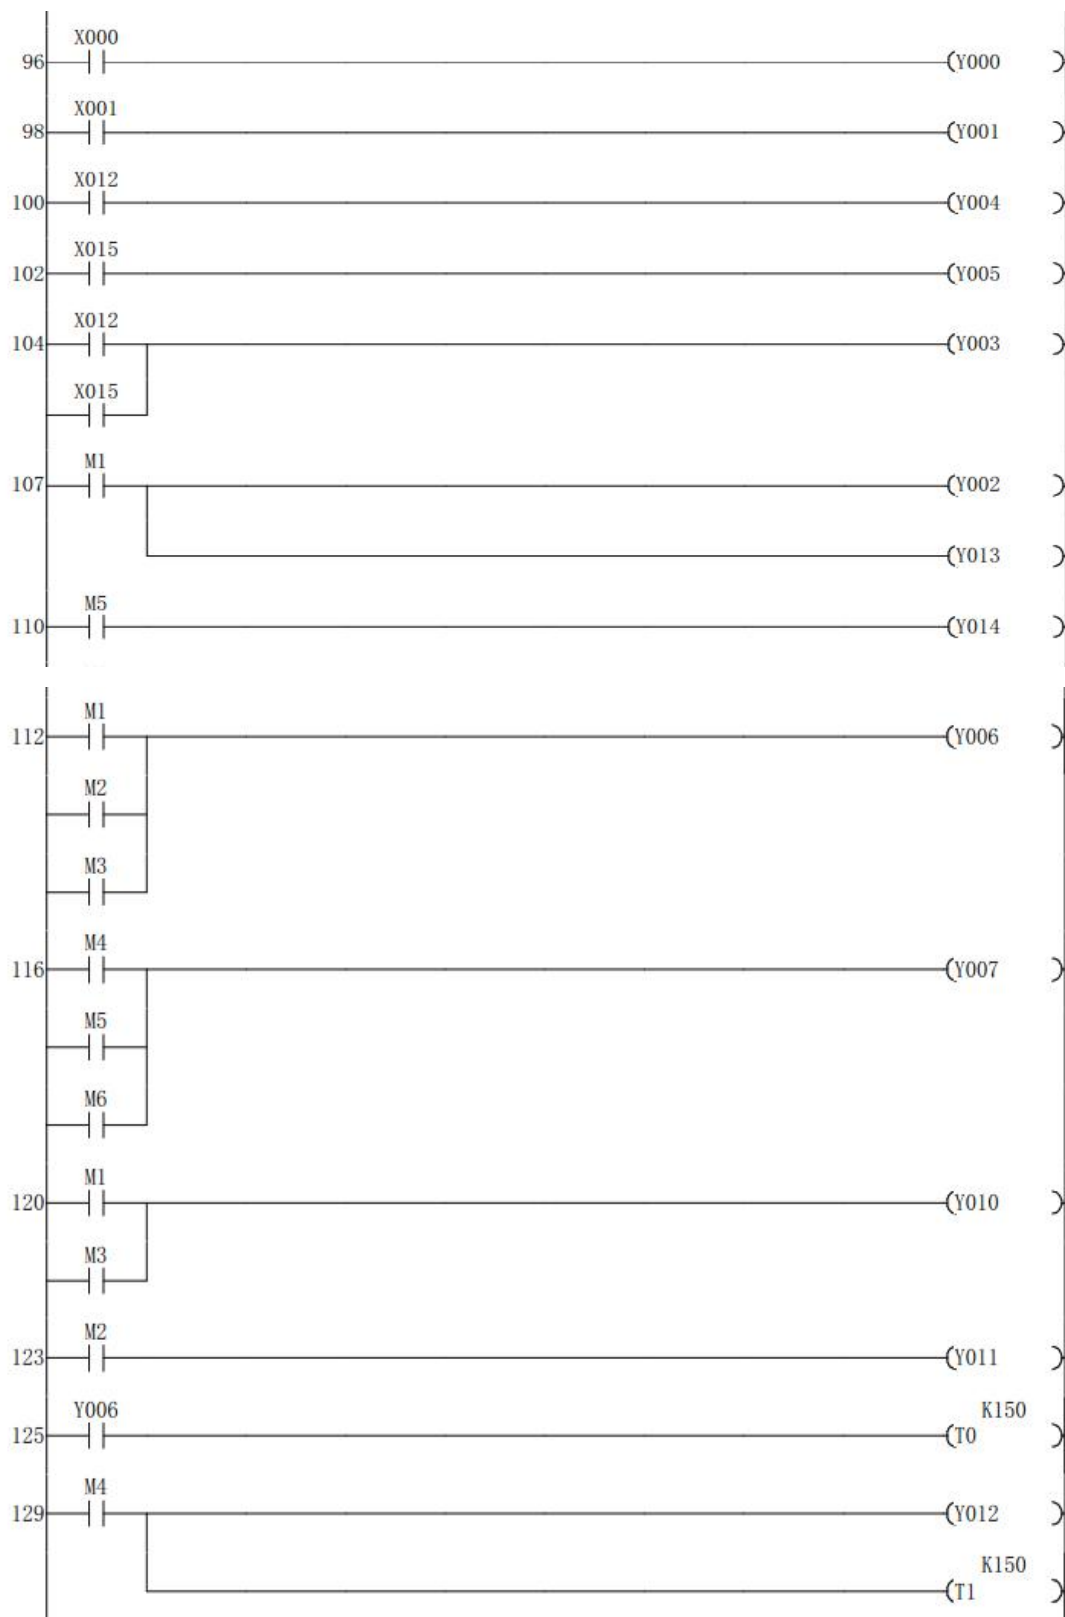 X000
96 (Y000 )
X001
98 (Y001 )
X012
100 (Y004 )
X015
102 (Y005 )
X012
104 (Y003 )
X015
M1
107 (Y002 )
(Y013 )
M5
110 (Y014 )
M1
112 (Y006 )
M2
M3
M4
116 (Y007 )
M5
M6
M1
120 (Y010 )
M3
M2
123 (Y011 )
Y006 K150
125 (T0 )
M4
129 (Y012 )
K150
(T1 )